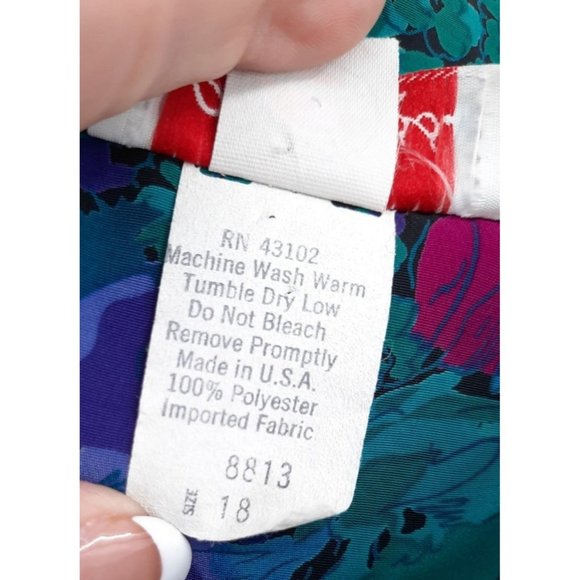 RN 43102
Machine Wash Warm
Tumble Dry Low
Do Not Bleach
Remove Promptly
Made in U.S.A.
100% Polyester
Imported Fabric
8813
SIZE 18